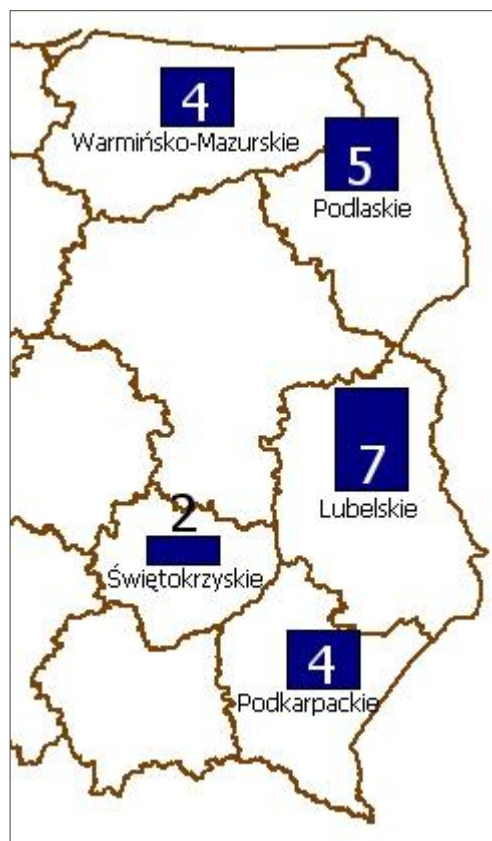 4
Warmińsko-Mazurskie
5
Podlaskie
7
Lubelskie
2
Świętokrzyskie
4
Podkarpackie